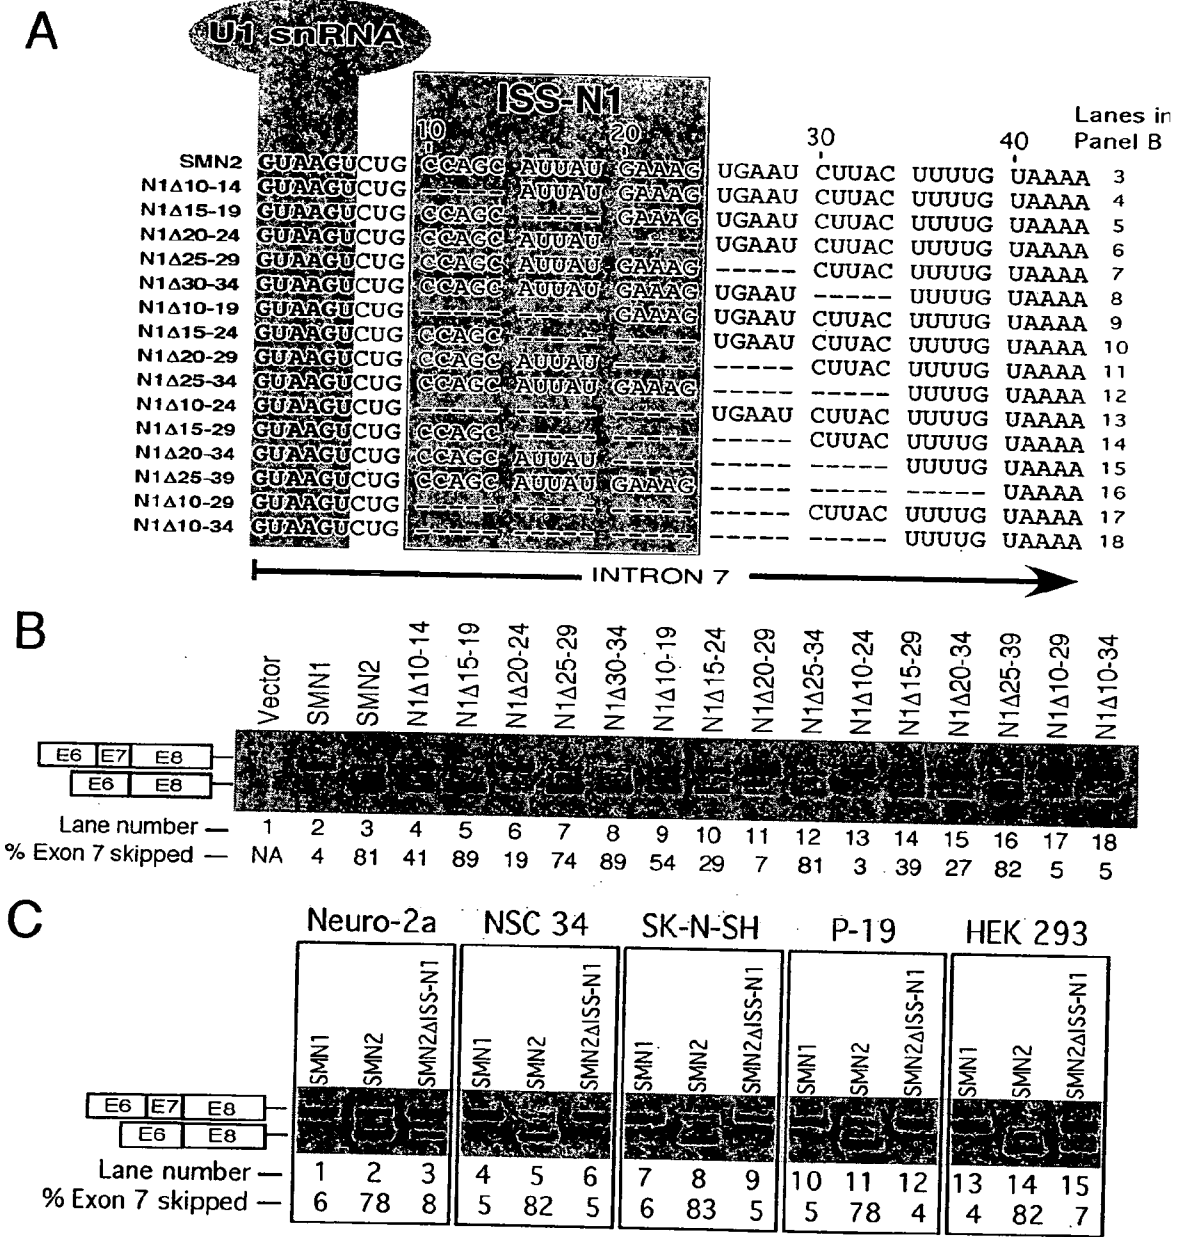 A
U1 snRNA
ISS-N1
10 20 30 40
Lanes in
Panel B
SMN2 GUAAGUCUG CCAGC AUUAU GAAAG UGAAU CUUAC UUUUG UAAAA 3
N1Δ10-14 GUAAGUCUG ----- AUUAU GAAAG UGAAU CUUAC UUUUG UAAAA 4
N1Δ15-19 GUAAGUCUG CCAGC ----- GAAAG UGAAU CUUAC UUUUG UAAAA 5
N1Δ20-24 GUAAGUCUG CCAGC AUUAU ----- UGAAU CUUAC UUUUG UAAAA 6
N1Δ25-29 GUAAGUCUG CCAGC AUUAU GAAAG ----- CUUAC UUUUG UAAAA 7
N1Δ30-34 GUAAGUCUG CCAGC AUUAU GAAAG UGAAU ----- UUUUG UAAAA 8
N1Δ10-19 GUAAGUCUG ----- ----- GAAAG UGAAU CUUAC UUUUG UAAAA 9
N1Δ15-24 GUAAGUCUG CCAGC ----- ----- UGAAU CUUAC UUUUG UAAAA 10
N1Δ20-29 GUAAGUCUG CCAGC AUUAU ----- ----- CUUAC UUUUG UAAAA 11
N1Δ25-34 GUAAGUCUG CCAGC AUUAU GAAAG ----- ----- UUUUG UAAAA 12
N1Δ10-24 GUAAGUCUG ----- ----- ----- UGAAU CUUAC UUUUG UAAAA 13
N1Δ15-29 GUAAGUCUG CCAGC ----- ----- ----- CUUAC UUUUG UAAAA 14
N1Δ20-34 GUAAGUCUG CCAGC AUUAU ----- ----- ----- UUUUG UAAAA 15
N1Δ25-39 GUAAGUCUG CCAGC AUUAU GAAAG ----- ----- ----- UAAAA 16
N1Δ10-29 GUAAGUCUG ----- ----- ----- ----- CUUAC UUUUG UAAAA 17
N1Δ10-34 GUAAGUCUG ----- ----- ----- ----- ----- UUUUG UAAAA 18
INTRON 7
B
Vector SMN1 SMN2 N1Δ10-14 N1Δ15-19 N1Δ20-24 N1Δ25-29 N1Δ30-34 N1Δ10-19 N1Δ15-24 N1Δ20-29 N1Δ25-34 N1Δ10-24 N1Δ15-29 N1Δ20-34 N1Δ25-39 N1Δ10-29 N1Δ10-34
E6 E7 E8
E6 E8
Lane number – 1 2 3 4 5 6 7 8 9 10 11 12 13 14 15 16 17 18
% Exon 7 skipped – NA 4 81 41 89 19 74 89 54 29 7 81 3 39 27 82 5 5
C
Neuro-2a NSC 34 SK-N-SH P-19 HEK 293
SMN1 SMN2 SMN2ΔISS-N1 SMN1 SMN2 SMN2ΔISS-N1 SMN1 SMN2 SMN2ΔISS-N1 SMN1 SMN2 SMN2ΔISS-N1 SMN1 SMN2 SMN2ΔISS-N1
E6 E7 E8
E6 E8
Lane number – 1 2 3 4 5 6 7 8 9 10 11 12 13 14 15
% Exon 7 skipped – 6 78 8 5 82 5 6 83 5 5 78 4 4 82 7